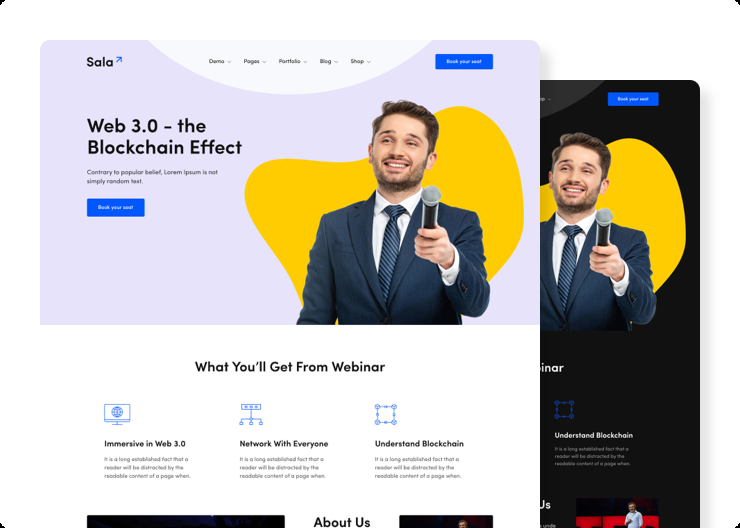 Sala
Demo Pages Portfolio Blog Shop
Book your seat
Web 3.0 - the
Blockchain Effect
Contrary to popular belief, Lorem Ipsum is not
simply random text.
Book your seat
What You’ll Get From Webinar
Immersive in Web 3.0
It is a long established fact that a
reader will be distracted by the
readable content of a page when.
Network With Everyone
It is a long established fact that a
reader will be distracted by the
readable content of a page when.
Understand Blockchain
It is a long established fact that a
reader will be distracted by the
readable content of a page when.
About Us
op
Book your seat
inar
Understand Blockchain
It is a long established fact that a
reader will be distracted by the
readable content of a page when.
Us